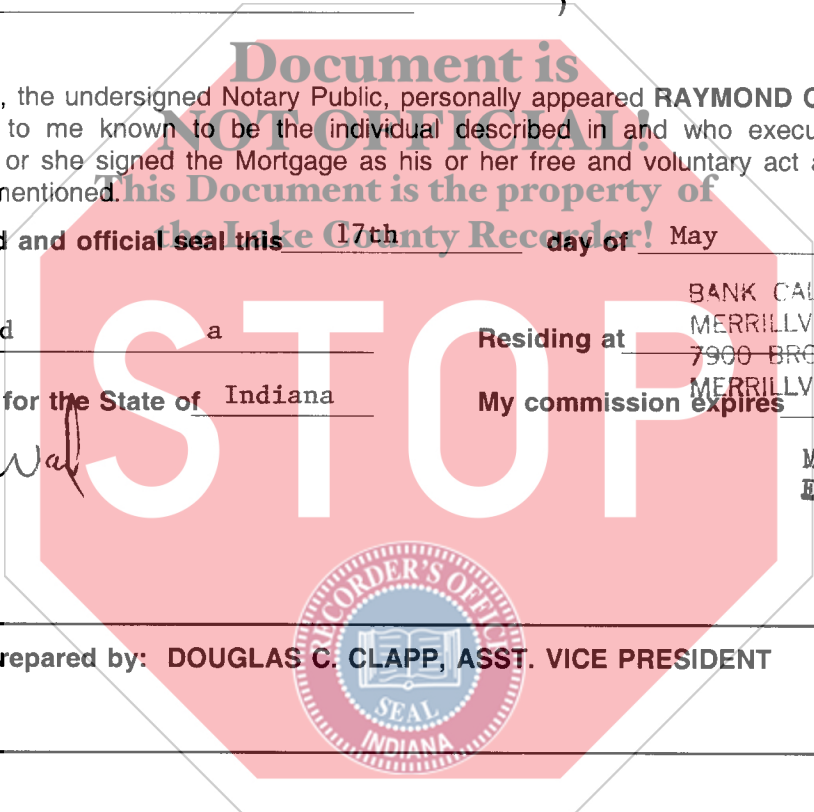 Document is
, the undersigned Notary Public, personally appeared RAYMOND
to me known to be the individual described in and who execu
NOT OFFICIAL!
or she signed the Mortgage as his or her free and voluntary act
mentioned.
This Document is the property of
the Lake County Recorder!
d and official seal this 17th day of May
BANK CAL
d a
Residing at
MERRILLV
7900 BRO
for the State of Indiana
My commission expires
MERRILLV
STOP
RECORDER'S OFFICE
SEAL
INDIANA
repared by: DOUGLAS C. CLAPP, ASST. VICE PRESIDENT